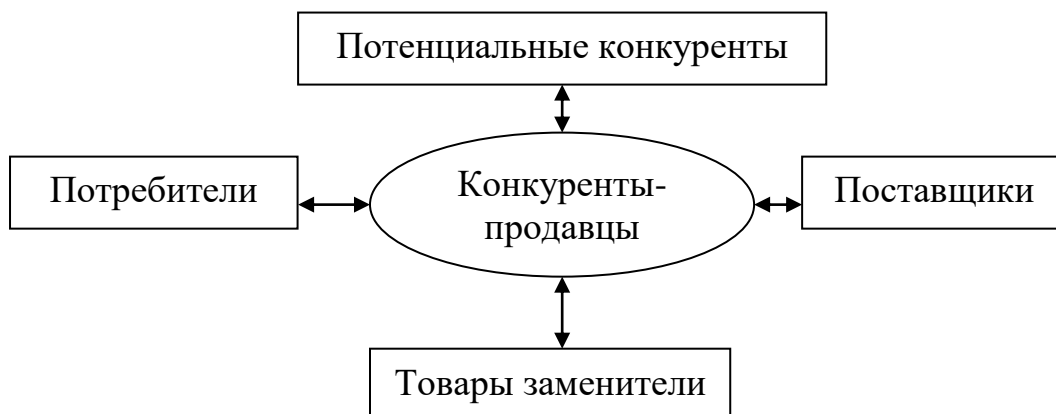 Потенциальные конкуренты
Потребители
Конкуренты-
продавцы
Поставщики
Товары заменители